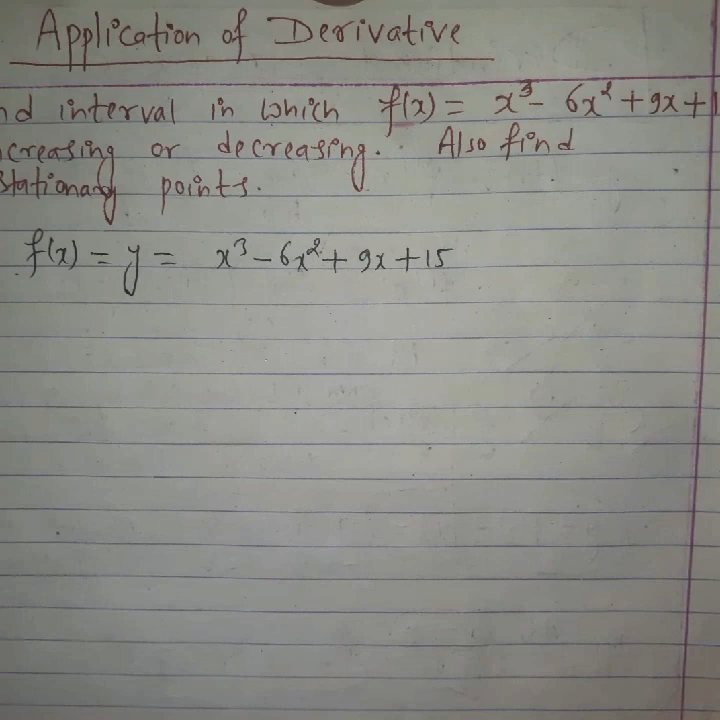 Application of Derivative
nd interval in which f(x) = x³- 6x² + 9x + 1
creasing or decreasing. Also find
stationary points.
f(x) = y = x³ - 6x² + 9x + 15